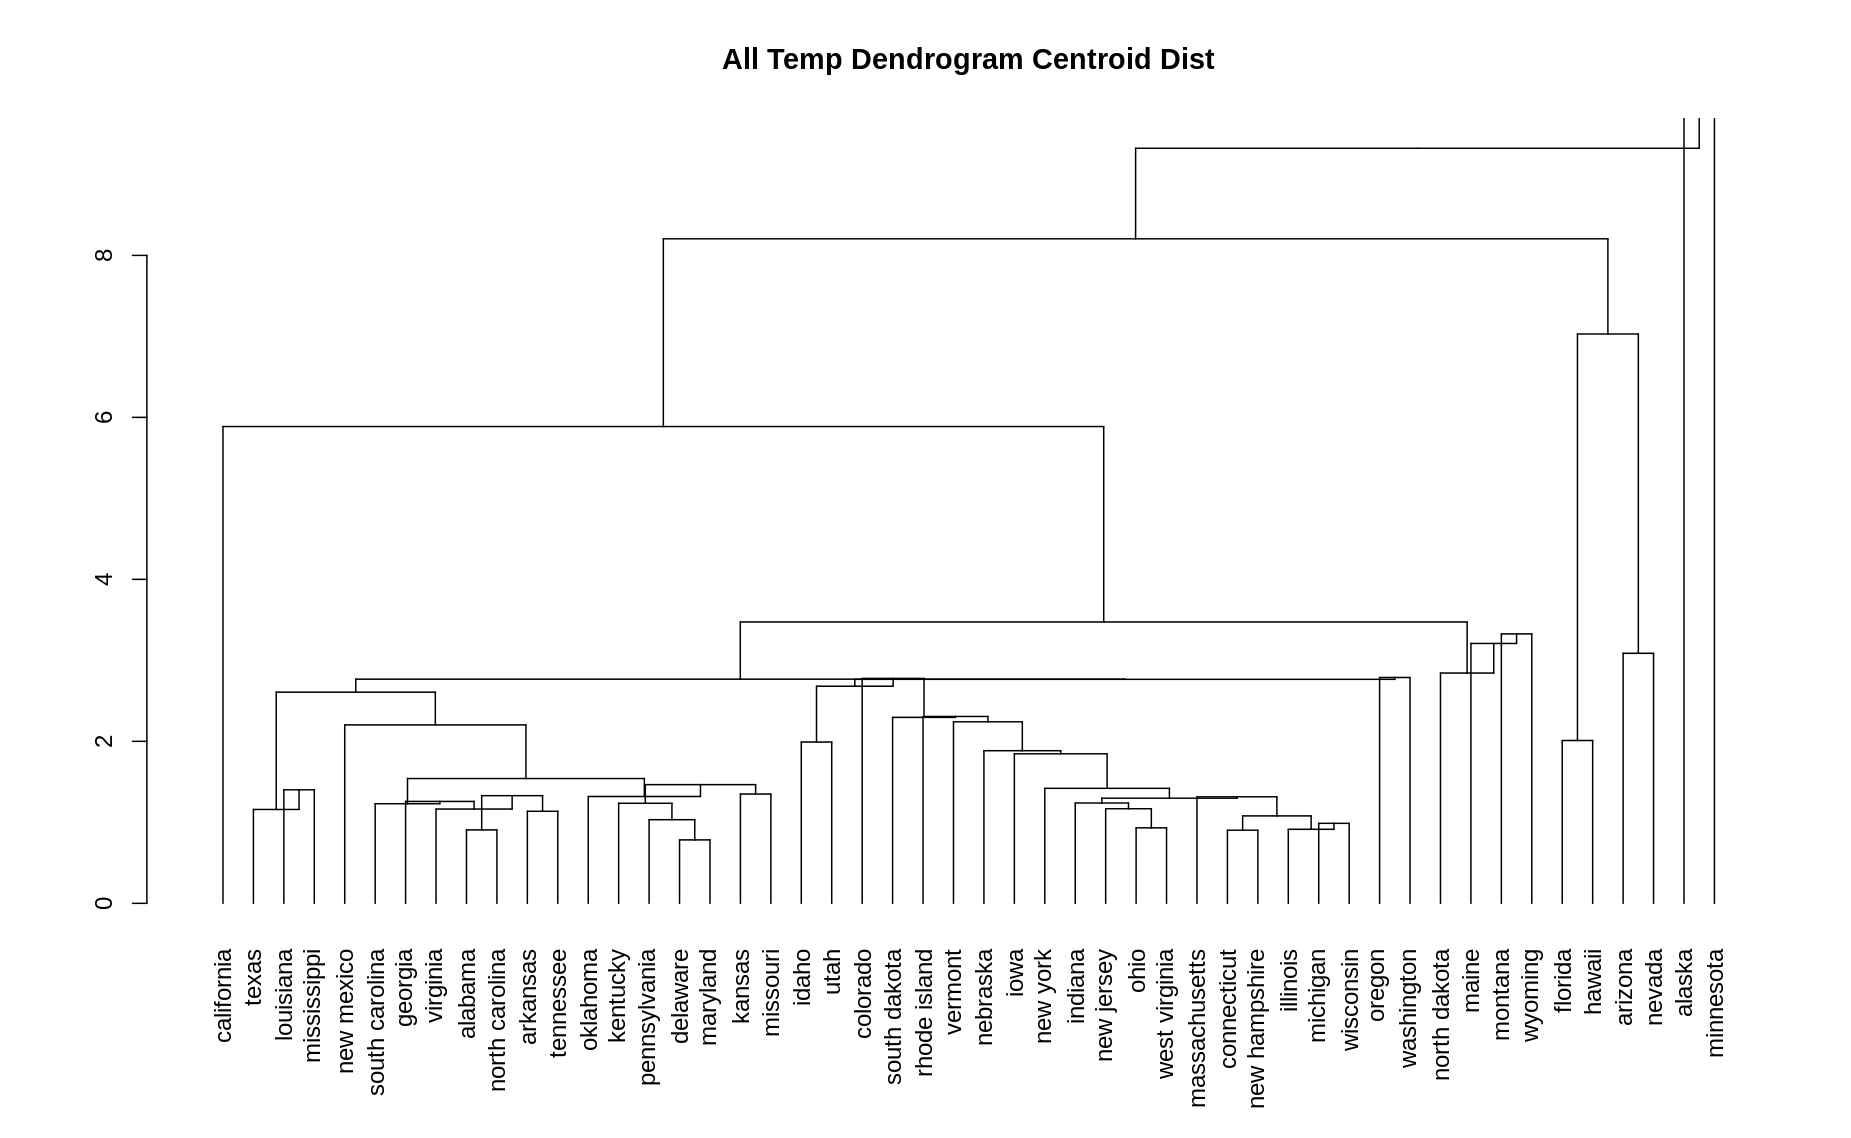 All Temp Dendrogram Centroid Dist
8
6
4
2
0
california
texas
louisiana
mississippi
new mexico
south carolina
georgia
virginia
alabama
north carolina
arkansas
tennessee
oklahoma
kentucky
pennsylvania
delaware
maryland
kansas
missouri
idaho
utah
colorado
south dakota
rhode island
vermont
nebraska
iowa
new york
indiana
new jersey
ohio
west virginia
massachusetts
connecticut
new hampshire
illinois
michigan
wisconsin
oregon
washington
north dakota
maine
montana
wyoming
florida
hawaii
arizona
nevada
alaska
minnesota